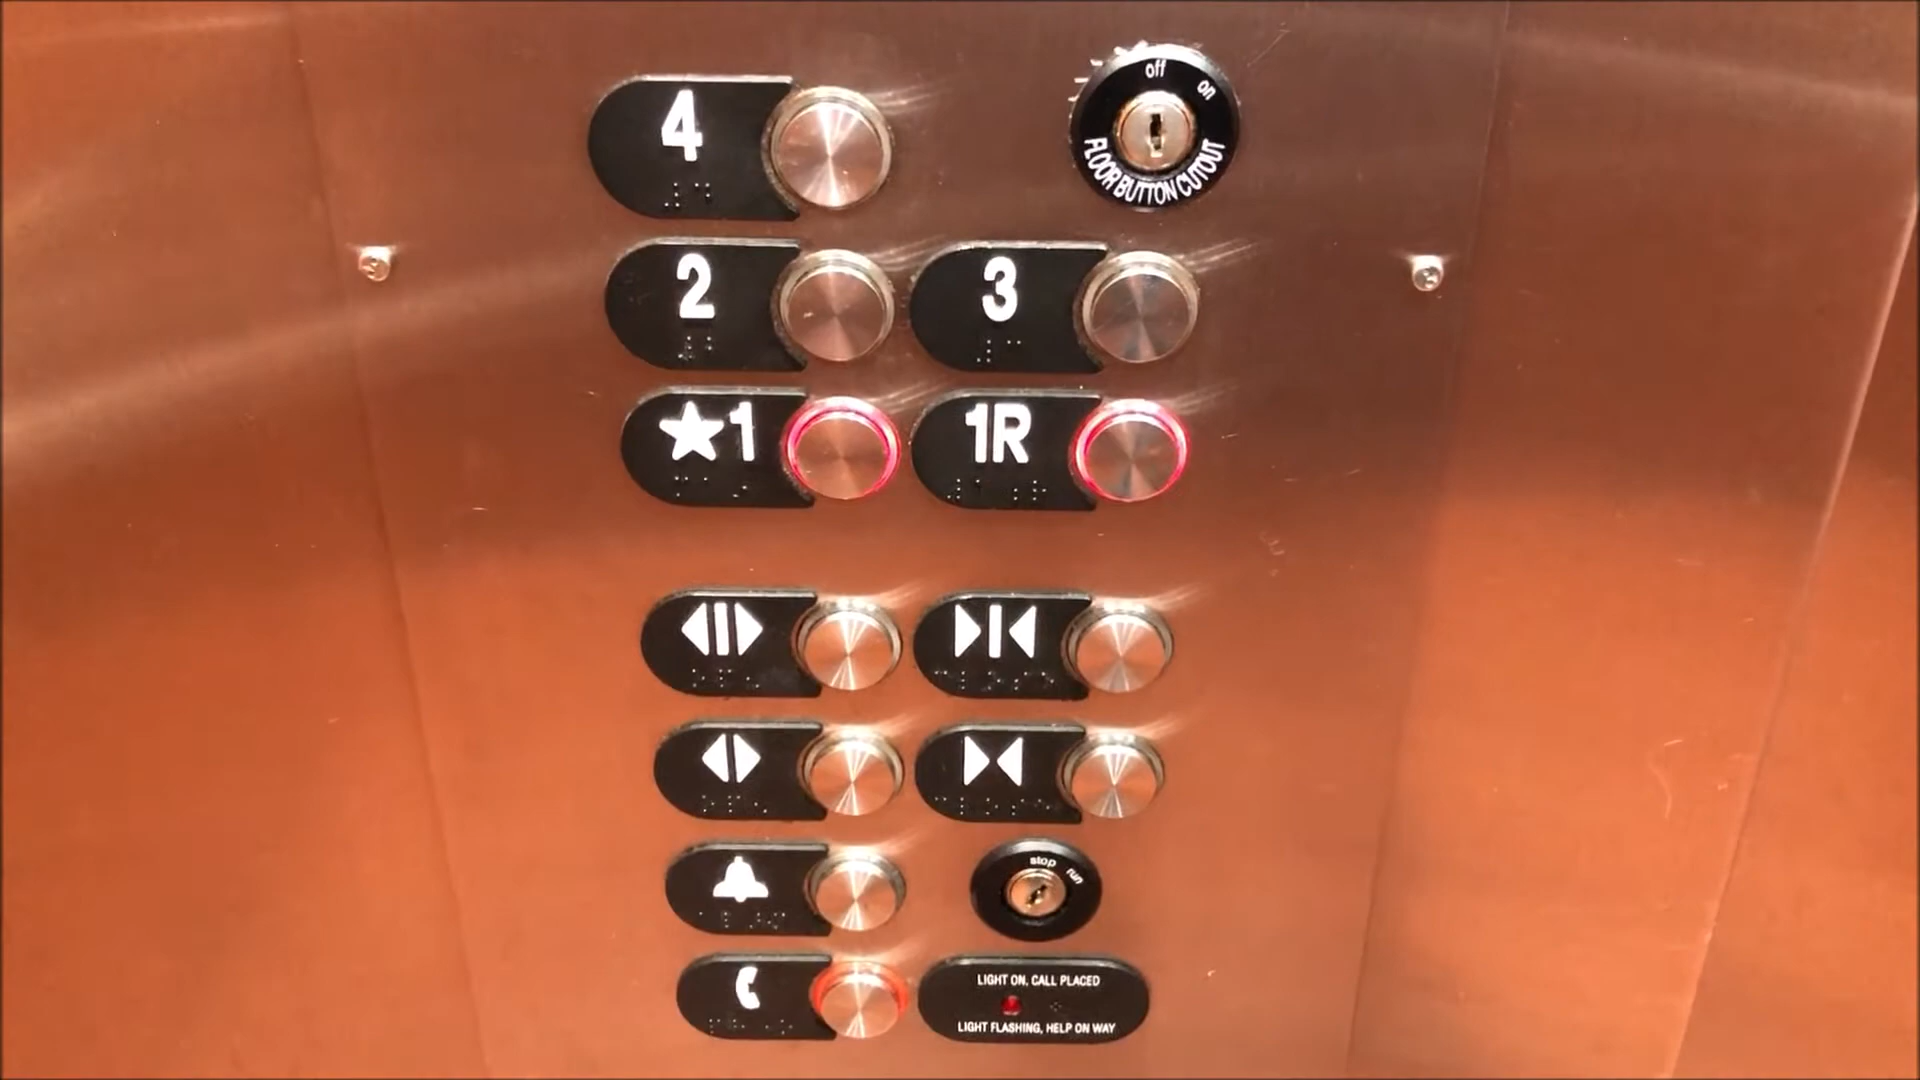 4
off
on
FLOOR BUTTON CUTOUT
2
3
★1
1R
stop
run
LIGHT ON, CALL PLACED
LIGHT FLASHING, HELP ON WAY